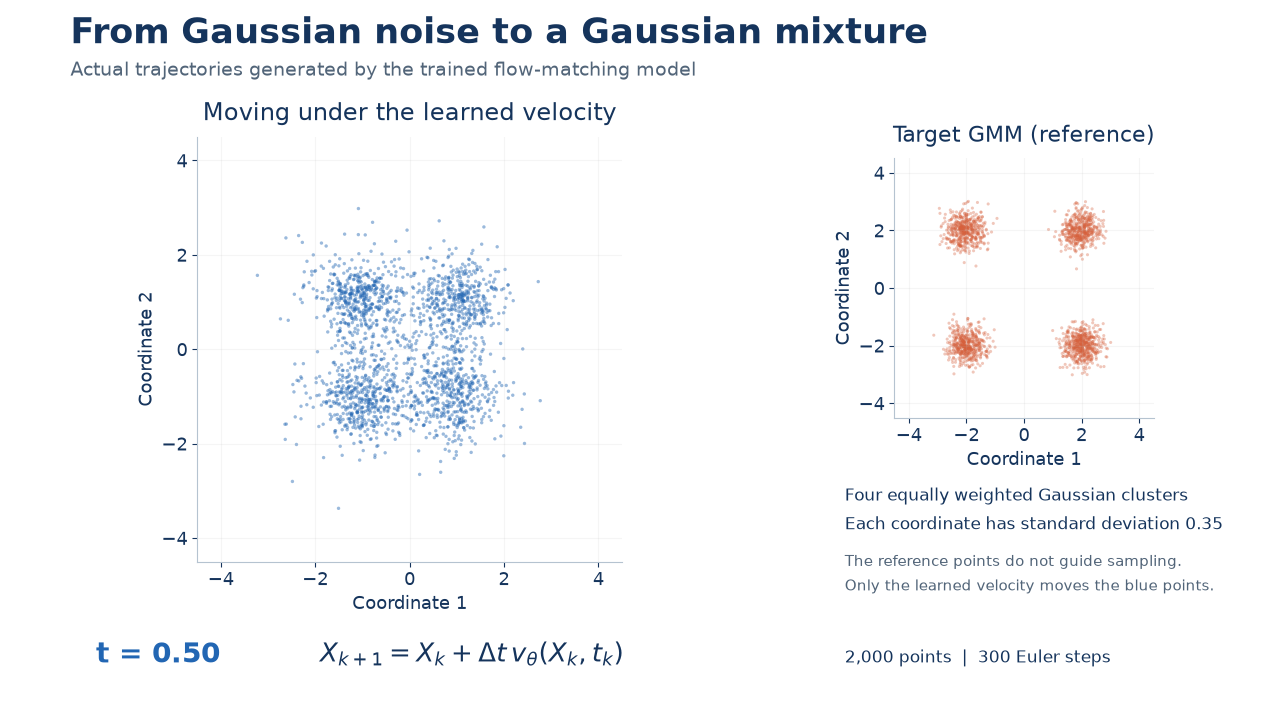 From Gaussian noise to a Gaussian mixture
Actual trajectories generated by the trained flow-matching model
Moving under the learned velocity
4
2
0
−2
−4
Coordinate 2
−4 −2 0 2 4
Coordinate 1
Target GMM (reference)
4
2
0
−2
−4
Coordinate 2
−4 −2 0 2 4
Coordinate 1
Four equally weighted Gaussian clusters
Each coordinate has standard deviation 0.35
The reference points do not guide sampling.
Only the learned velocity moves the blue points.
t = 0.50
X_{k+1} = X_k + Δt v_θ(X_k, t_k)
2,000 points | 300 Euler steps